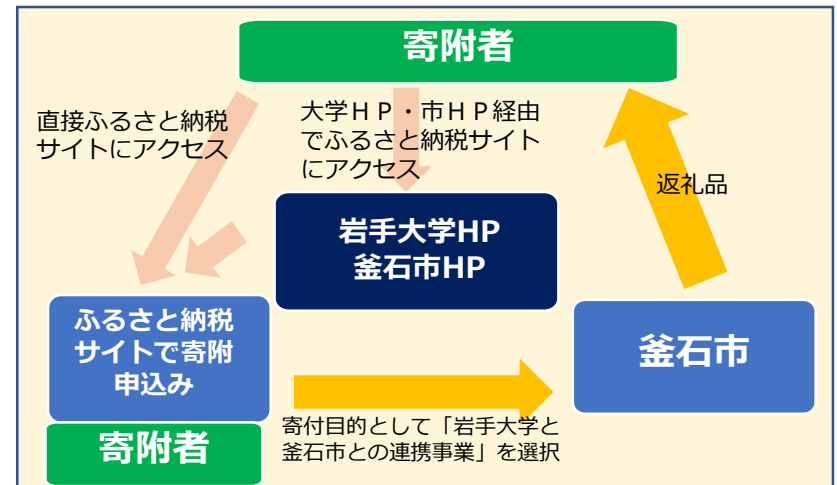 寄附者
直接ふるさと納税
サイトにアクセス
大学ＨＰ・市ＨＰ経由
でふるさと納税サイト
にアクセス
返礼品
岩手大学HP
釜石市HP
ふるさと納税
サイトで寄附
申込み
釜石市
寄附者
寄付目的として「岩手大学と
釜石市との連携事業」を選択